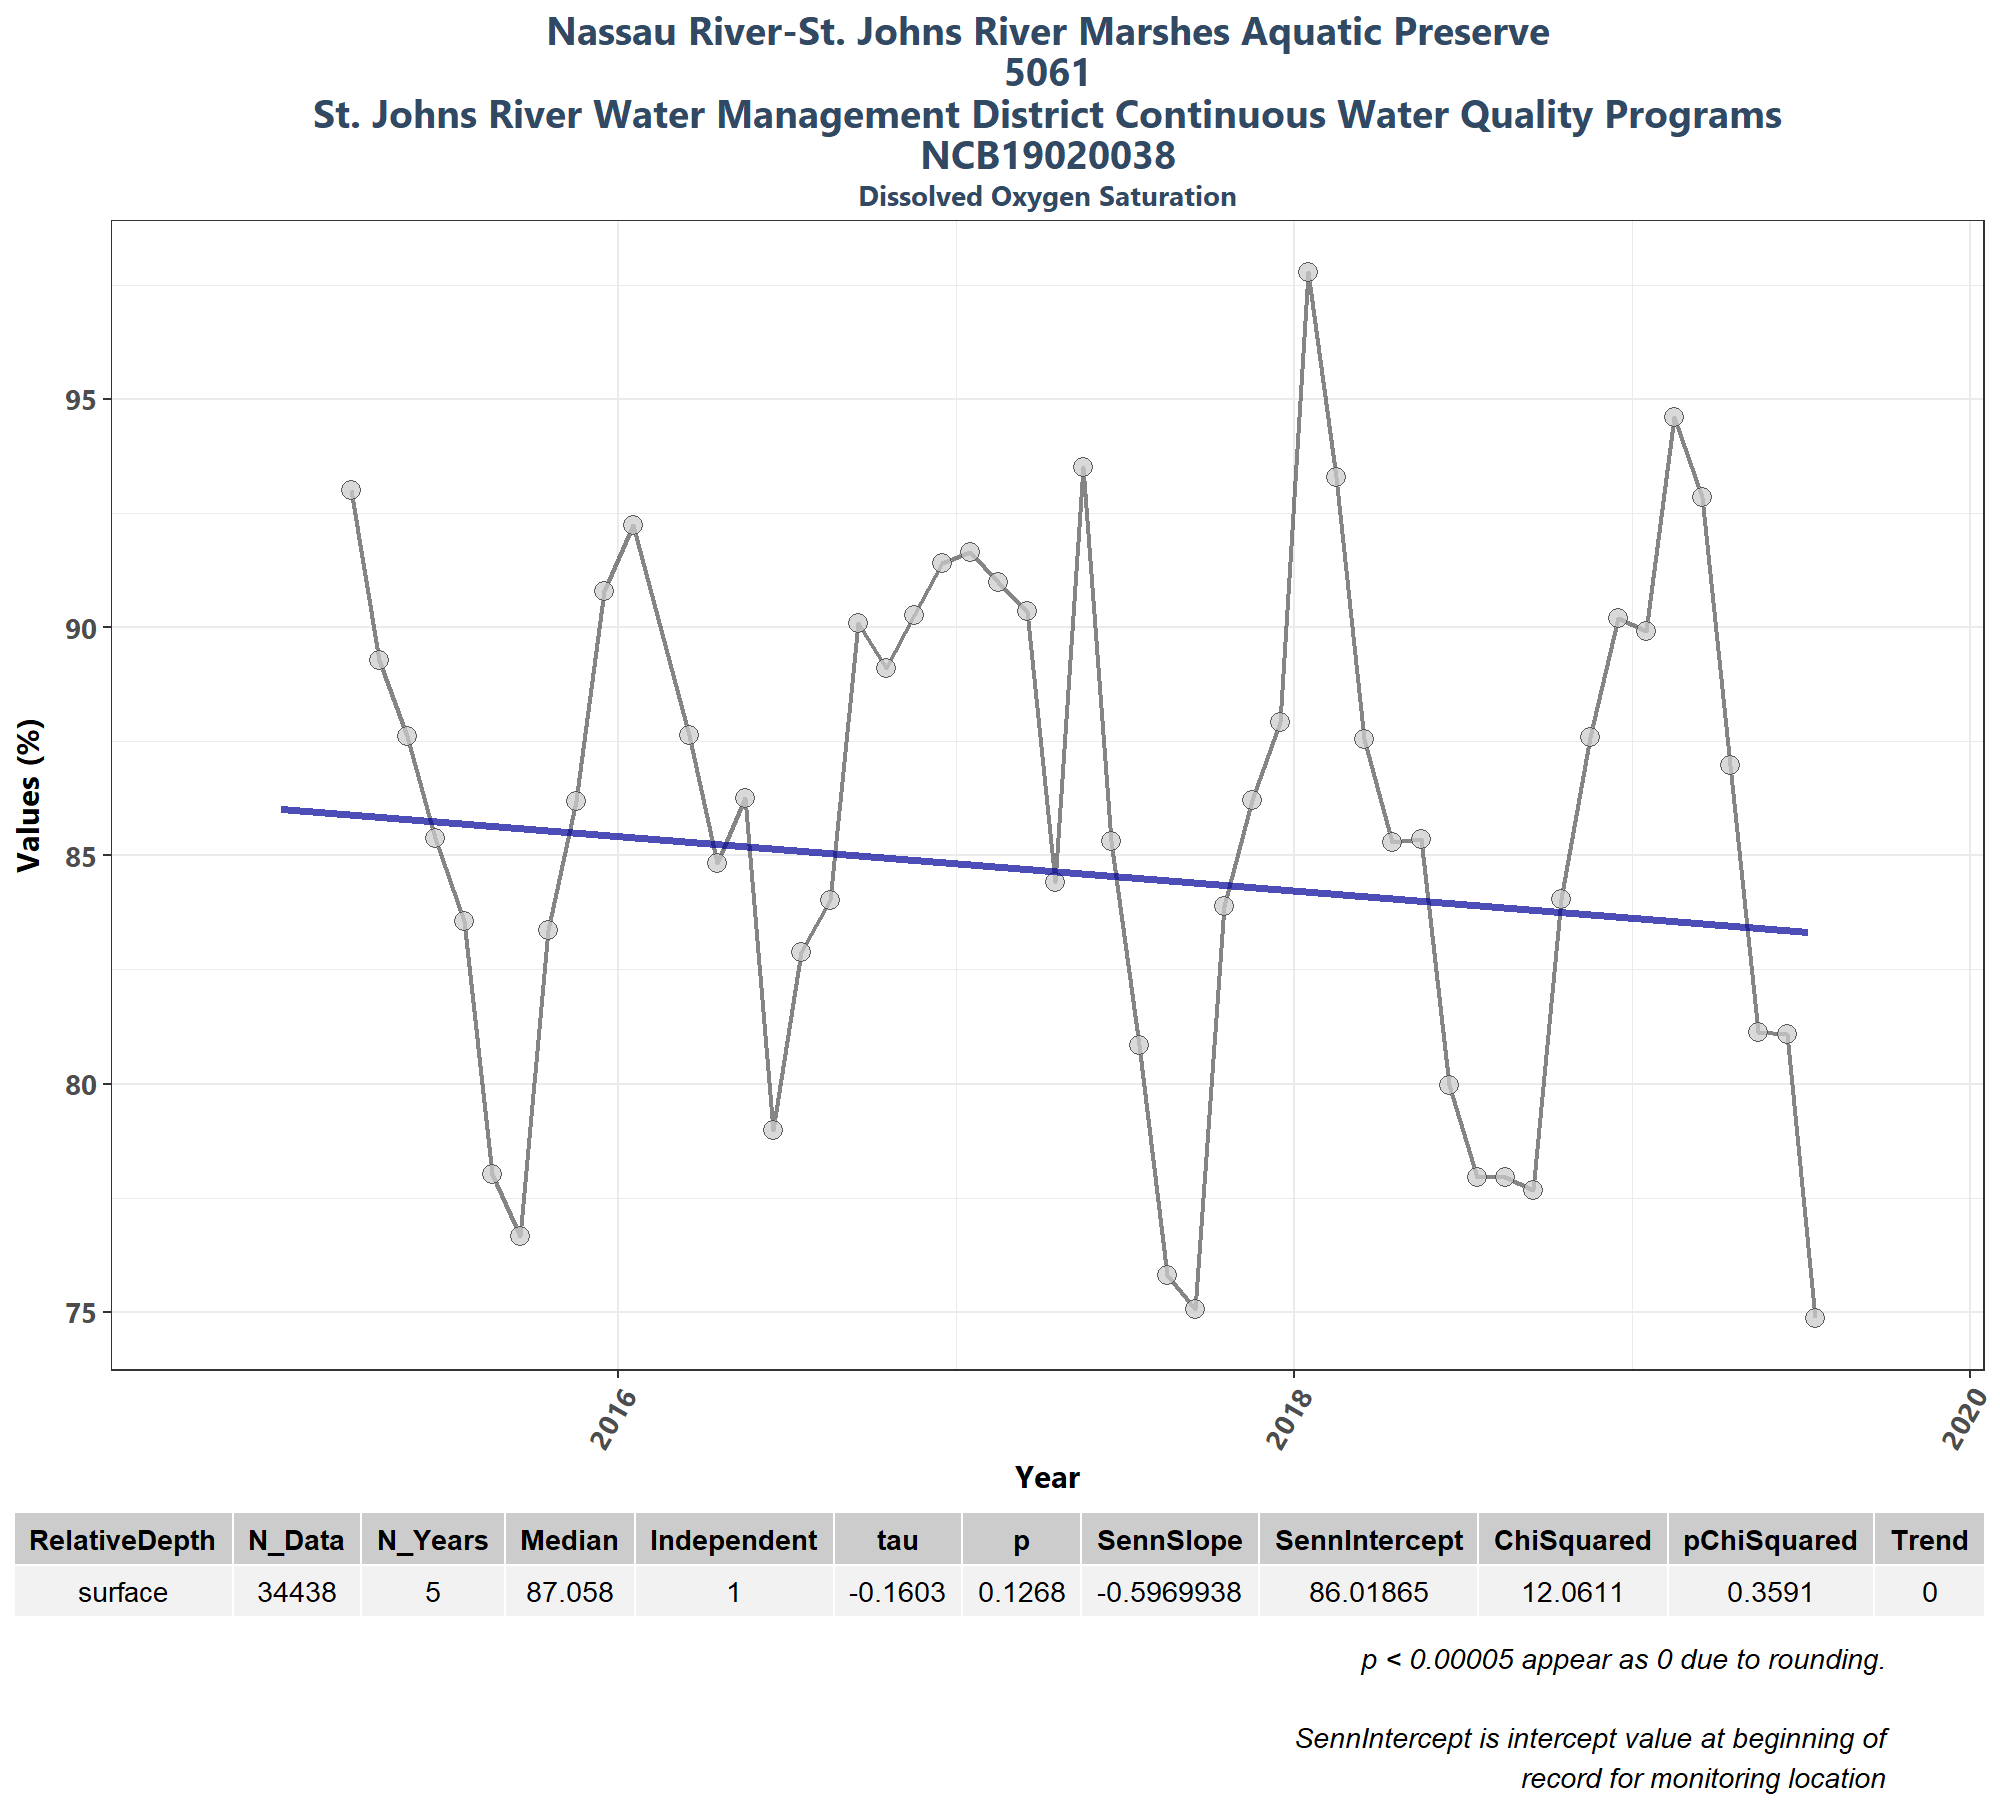 Nassau River-St. Johns River Marshes Aquatic Preserve
5061
St. Johns River Water Management District Continuous Water Quality Programs
NCB19020038
Dissolved Oxygen Saturation
Values (%)
95
90
85
80
75
2016
2018
2020
Year
RelativeDepth N_Data N_Years Median Independent tau p SennSlope SennIntercept ChiSquared pChiSquared Trend
surface 34438 5 87.058 1 -0.1603 0.1268 -0.5969938 86.01865 12.0611 0.3591 0
p < 0.00005 appear as 0 due to rounding.
SennIntercept is intercept value at beginning of
record for monitoring location